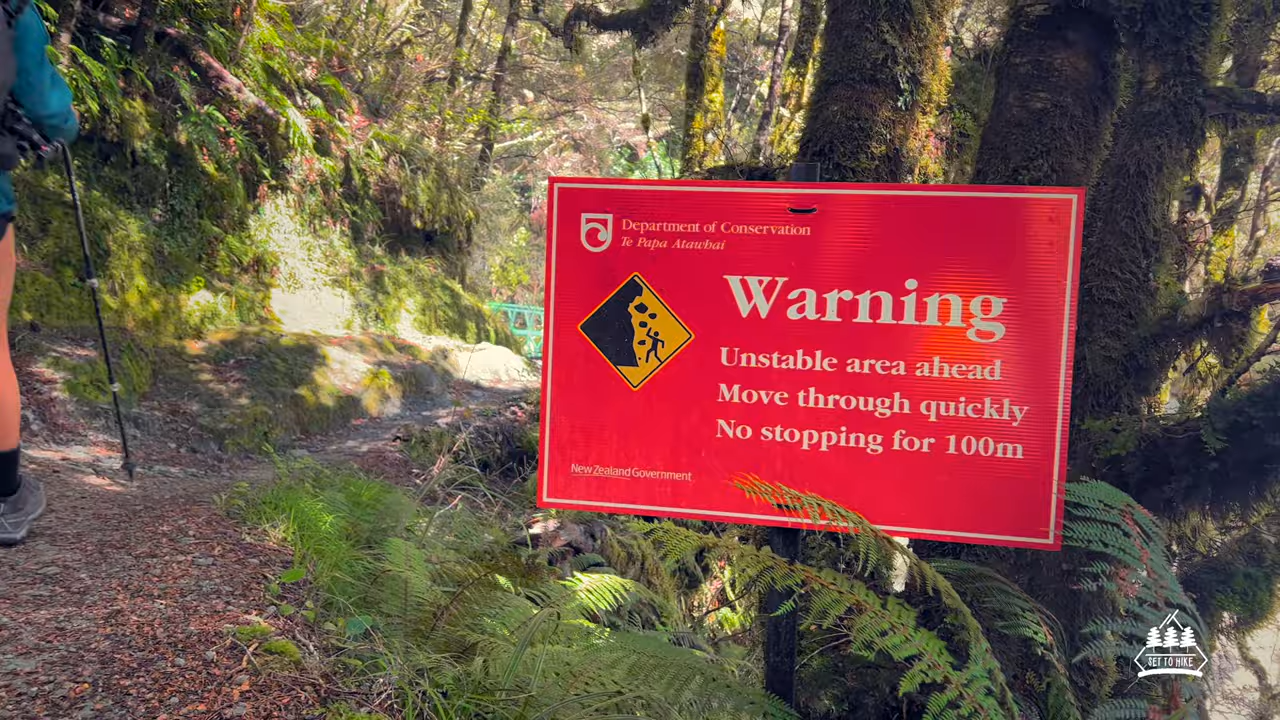 Department of Conservation
Te Papa Atawhai
Warning
Unstable area ahead
Move through quickly
No stopping for 100m
New Zealand Government
SET TO HIKE